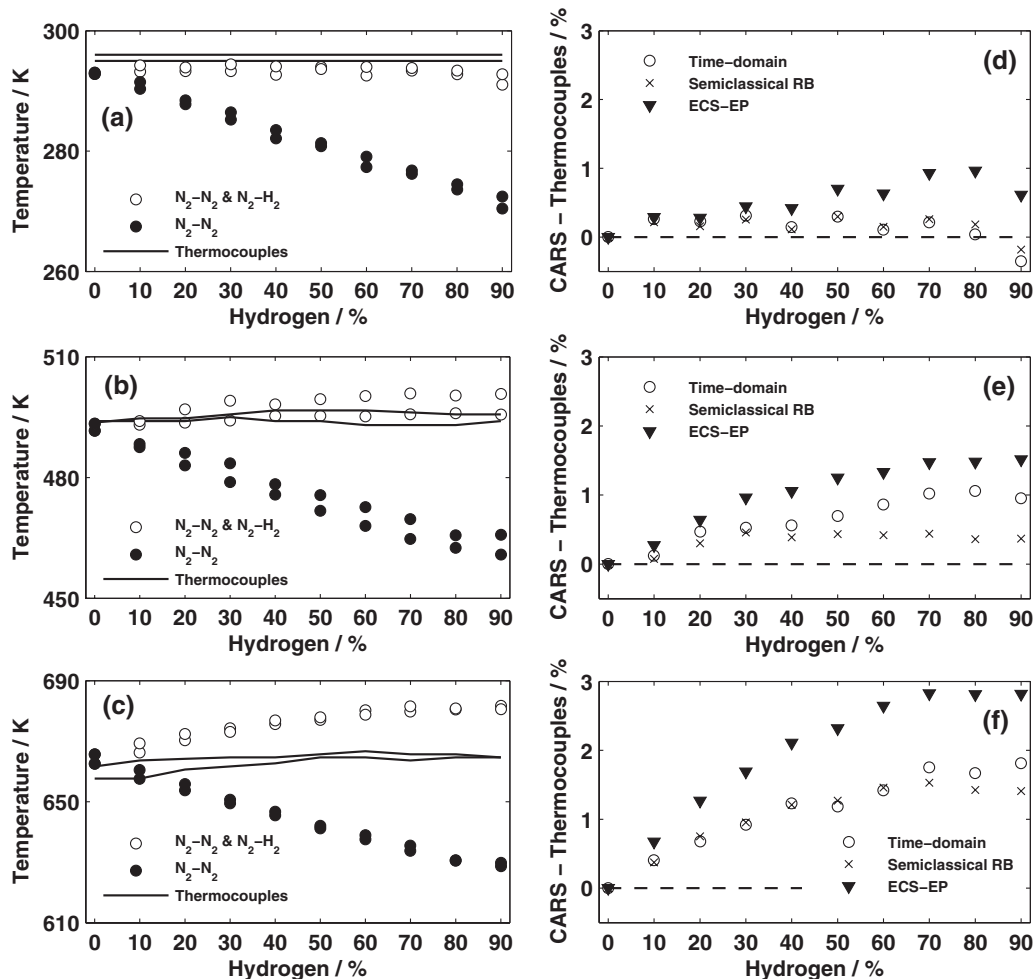 300
280
260
Temperature / K
(a)
N2–N2 & N2–H2
N2–N2
Thermocouples
0 10 20 30 40 50 60 70 80 90
Hydrogen / %
3
2
1
0
CARS – Thermocouples / %
(d)
Time–domain
Semiclassical RB
ECS–EP
0 10 20 30 40 50 60 70 80 90
Hydrogen / %
510
480
450
Temperature / K
(b)
N2–N2 & N2–H2
N2–N2
Thermocouples
0 10 20 30 40 50 60 70 80 90
Hydrogen / %
3
2
1
0
CARS – Thermocouples / %
(e)
Time–domain
Semiclassical RB
ECS–EP
0 10 20 30 40 50 60 70 80 90
Hydrogen / %
690
650
610
Temperature / K
(c)
N2–N2 & N2–H2
N2–N2
Thermocouples
0 10 20 30 40 50 60 70 80 90
Hydrogen / %
3
2
1
0
CARS – Thermocouples / %
(f)
Time–domain
Semiclassical RB
ECS–EP
0 10 20 30 40 50 60 70 80 90
Hydrogen / %